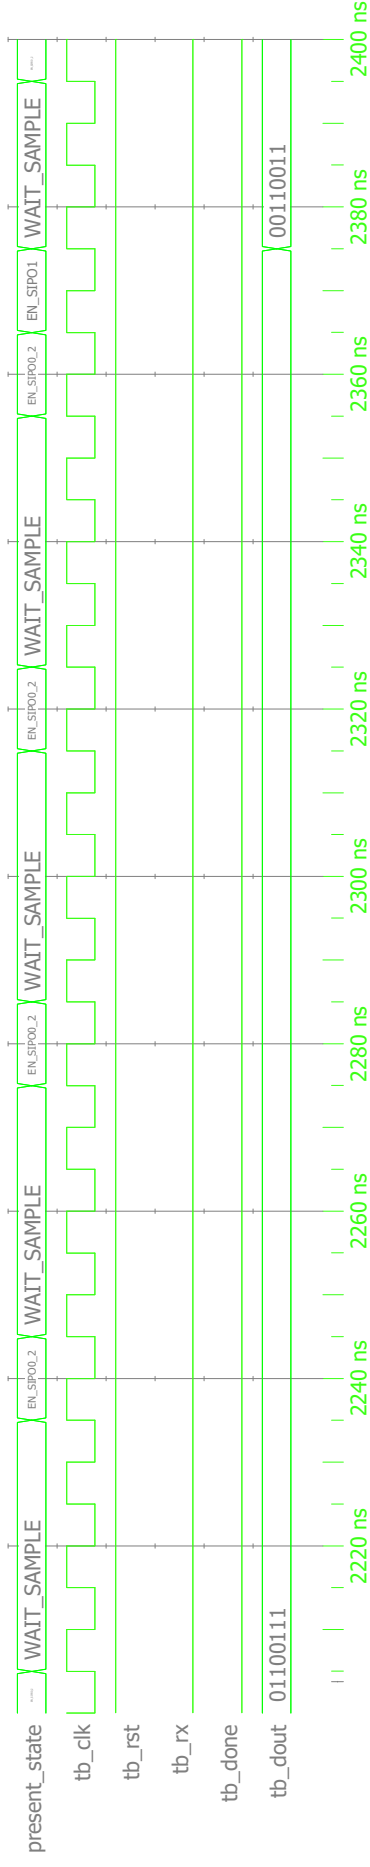 present_state
WAIT_SAMPLE
EN_SIPO0_2
WAIT_SAMPLE
EN_SIPO0_2
WAIT_SAMPLE
EN_SIPO0_2
WAIT_SAMPLE
EN_SIPO0_2
EN_SIPO1
WAIT_SAMPLE
tb_clk
tb_rst
tb_rx
tb_done
tb_dout
01100111
00110011
2220 ns
2240 ns
2260 ns
2280 ns
2300 ns
2320 ns
2340 ns
2360 ns
2380 ns
2400 ns